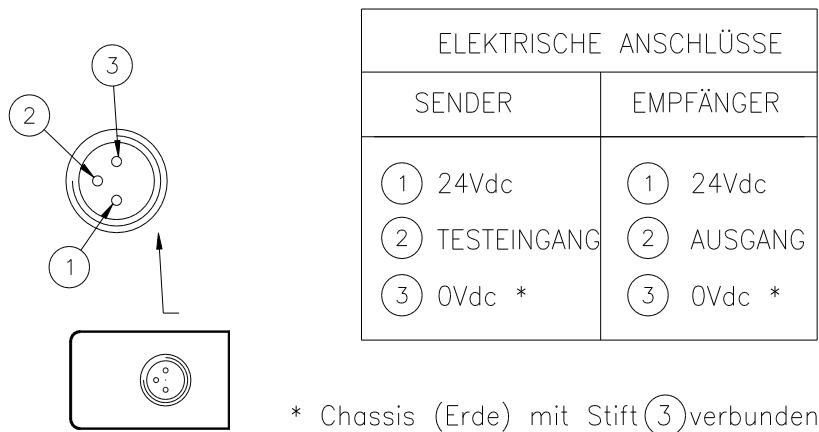 3
2
1
ELEKTRISCHE ANSCHLÜSSE
SENDER EMPFÄNGER
1 24Vdc 1 24Vdc
2 TESTEINGANG 2 AUSGANG
3 0Vdc * 3 0Vdc *
* Chassis (Erde) mit Stift 3 verbunden